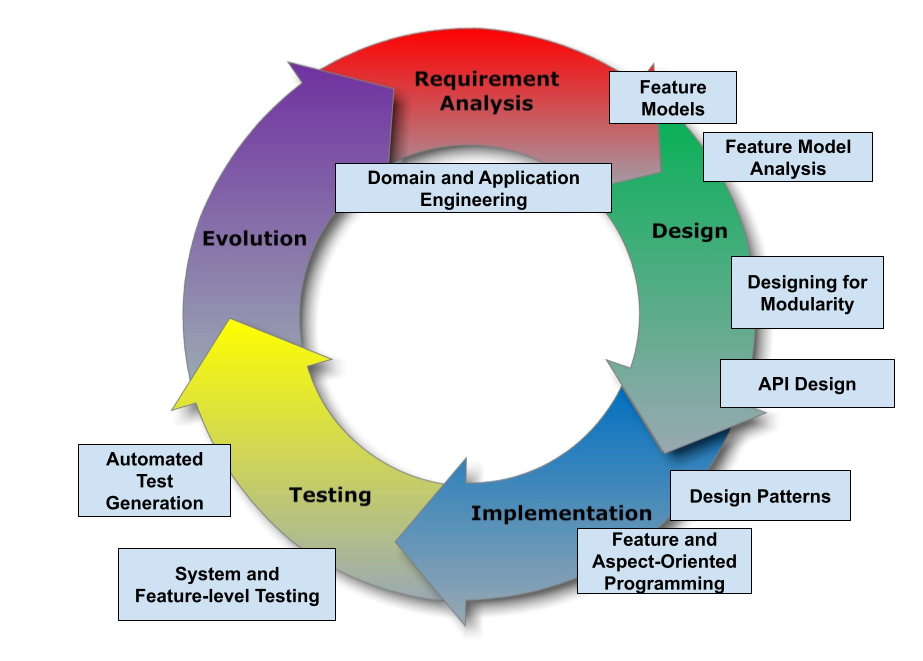 Requirement
Analysis
Feature
Models
Feature Model
Analysis
Domain and Application
Engineering
Evolution
Design
Designing for
Modularity
API Design
Automated
Test
Generation
Testing
Implementation
Design Patterns
Feature and
Aspect-Oriented
Programming
System and
Feature-level Testing